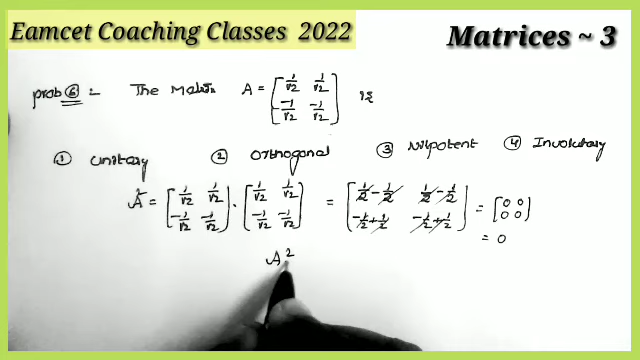 Eamcet Coaching Classes 2022
Matrices ~ 3
prob ⑥ :- The Matrix A = [1/√2 1/√2; -1/√2 -1/√2] is
① unitary ② orthogonal ③ Nilpotent ④ Involutary
A² = [1/√2 1/√2; -1/√2 -1/√2] · [1/√2 1/√2; -1/√2 -1/√2] = [1/2 - 1/2 1/2 - 1/2; -1/2 + 1/2 -1/2 + 1/2] = [0 0; 0 0]
= 0
A²